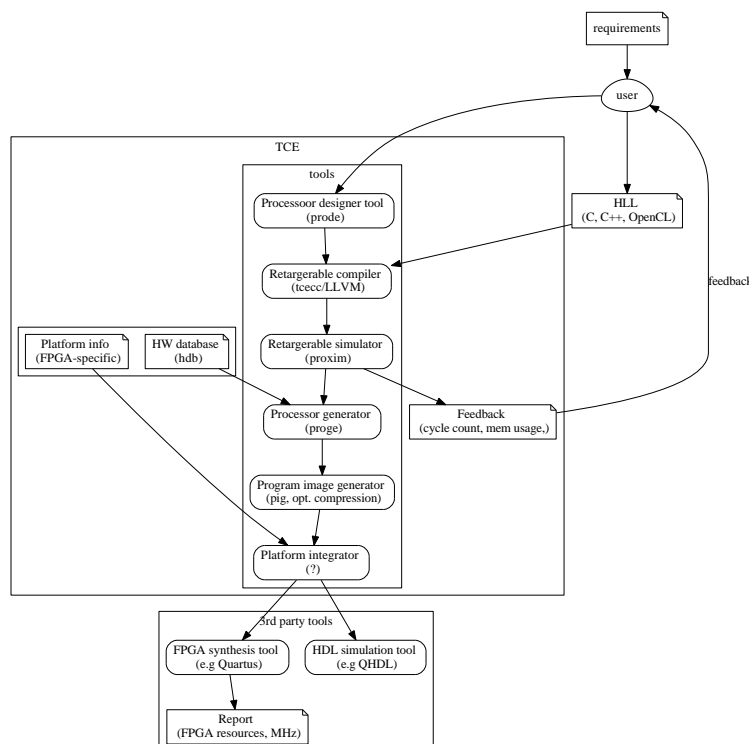 requirements
user
TCE
tools
Processoor designer tool
(prode)
HLL
(C, C++, OpenCL)
Retargerable compiler
(tcecc/LLVM)
feedback
Platform info
(FPGA-specific)
HW database
(hdb)
Retargerable simulator
(proxim)
Processor generator
(proge)
Feedback
(cycle count, mem usage,)
Program image generator
(pig, opt. compression)
Platform integrator
(?)
3rd party tools
FPGA synthesis tool
(e.g Quartus)
HDL simulation tool
(e.g QHDL)
Report
(FPGA resources, MHz)